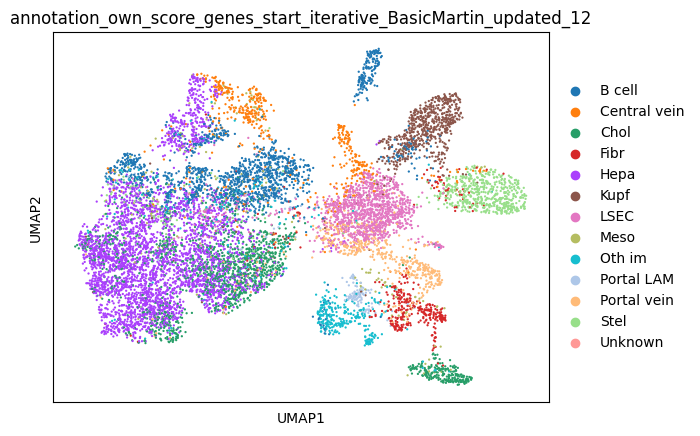 annotation_own_score_genes_start_iterative_BasicMartin_updated_12
B cell
Central vein
Chol
Fibr
Hepa
Kupf
LSEC
Meso
Oth im
Portal LAM
Portal vein
Stel
Unknown
UMAP2
UMAP1